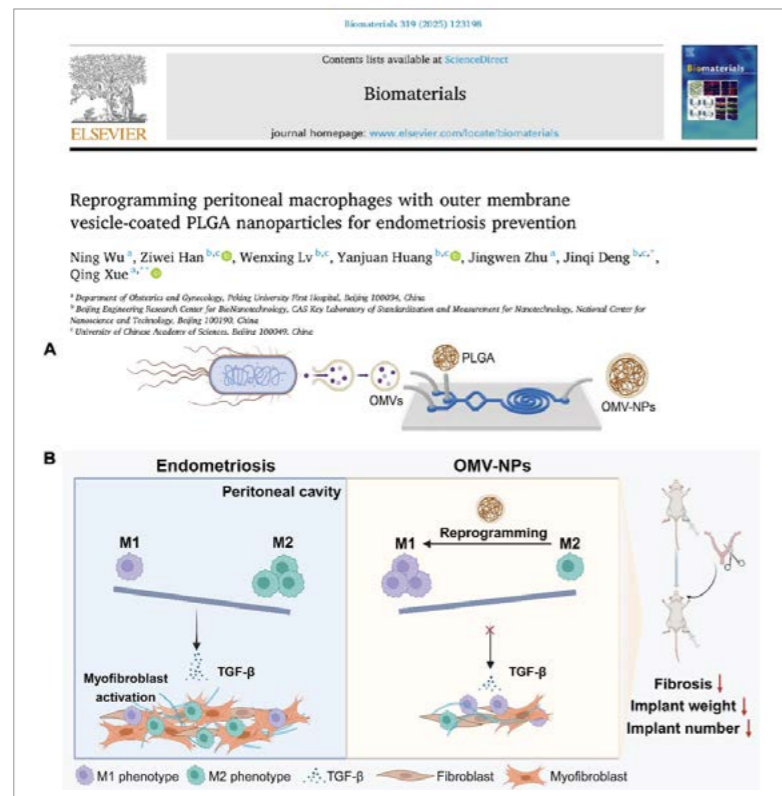 Biomaterials 319 (2025) 123198
Contents lists available at ScienceDirect
Biomaterials
journal homepage: www.elsevier.com/locate/biomaterials
ELSEVIER
Biomaterials
Reprogramming peritoneal macrophages with outer membrane
vesicle-coated PLGA nanoparticles for endometriosis prevention
Ning Wu a, Ziwei Han b,c, Wenxing Lv b,c, Yanjuan Huang b,c, Jingwen Zhu a, Jinqi Deng b,c,*,
Qing Xue a,**
a Department of Obstetrics and Gynecology, Peking University First Hospital, Beijing 100034, China
b Beijing Engineering Research Center for BioNanotechnology, CAS Key Laboratory of Standardization and Measurement for Nanotechnology, National Center for
Nanoscience and Technology, Beijing 100190, China
c University of Chinese Academy of Sciences, Beijing 100049, China
A
PLGA
OMVs
OMV-NPs
B
Endometriosis
OMV-NPs
Peritoneal cavity
M1
M2
Reprogramming
M1
M2
TGF-β
Myofibroblast
activation
TGF-β
Fibrosis ↓
Implant weight ↓
Implant number ↓
M1 phenotype
M2 phenotype
TGF-β
Fibroblast
Myofibroblast